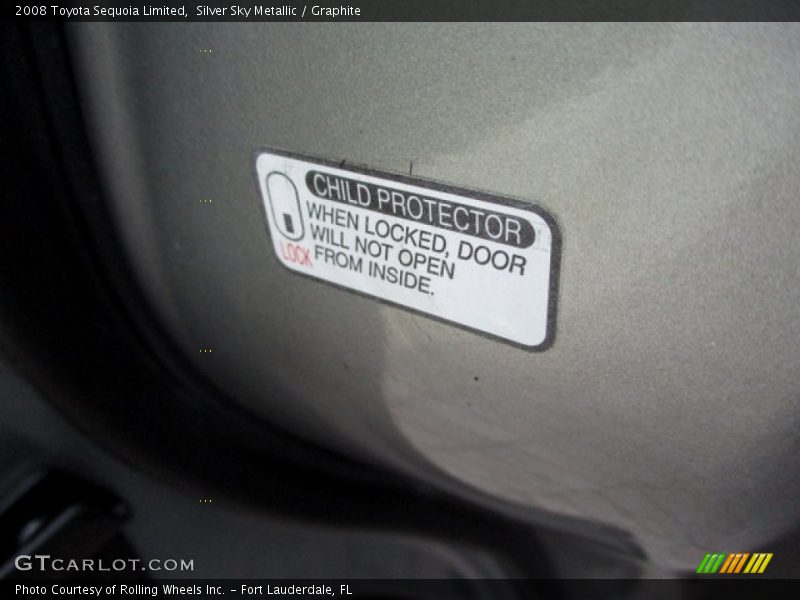 2008 Toyota Sequoia Limited,  Silver Sky Metallic / Graphite
CHILD PROTECTOR
WHEN LOCKED, DOOR
WILL NOT OPEN
FROM INSIDE.
LOCK
GTCARLOT.COM
Photo Courtesy of Rolling Wheels Inc. – Fort Lauderdale, FL